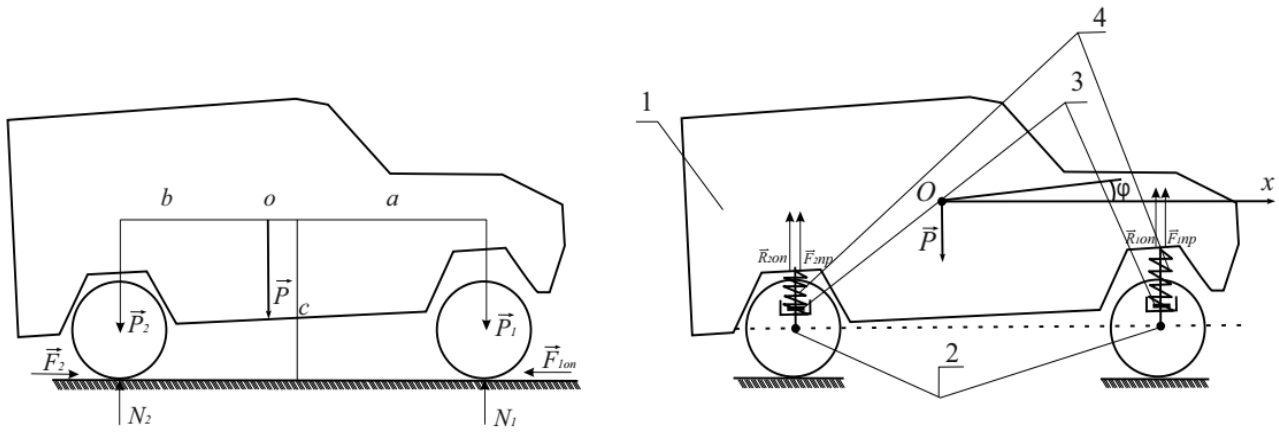 b o a
P c
P₂ P₁
F₂ F₁оп
N₂ N₁
4
3
1
O φ x
P R₂оп F₂пр R₁оп F₁пр
2